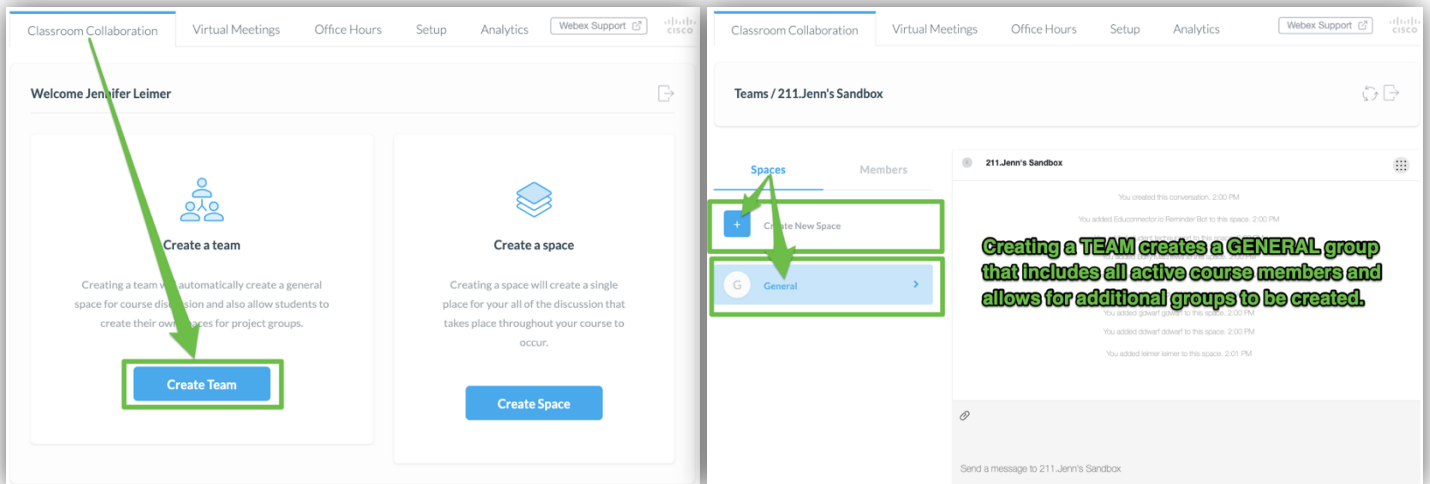 Classroom Collaboration
Virtual Meetings
Office Hours
Setup
Analytics
Webex Support
CISCO
Welcome Jennifer Leimer
Create a team
Creating a team will automatically create a general
space for course discussion and also allow students to
create their own spaces for project groups.
Create Team
Create a space
Creating a space will create a single
place for your all of the discussion that
takes place throughout your course to
occur.
Create Space
Classroom Collaboration
Virtual Meetings
Office Hours
Setup
Analytics
Webex Support
CISCO
Teams / 211.Jenn's Sandbox
Spaces
Members
+
Create New Space
G
General
211.Jenn's Sandbox
You created this conversation. 2:00 PM
You added Educonnector.io Reminder Bot to this space. 2:00 PM
Creating a TEAM creates a GENERAL group
that includes all active course members and
allows for additional groups to be created.
You added gdwarf gdwarf to this space. 2:00 PM
You added ddwarf ddwarf to this space. 2:00 PM
You added leimer leimer to this space. 2:01 PM
Send a message to 211.Jenn's Sandbox